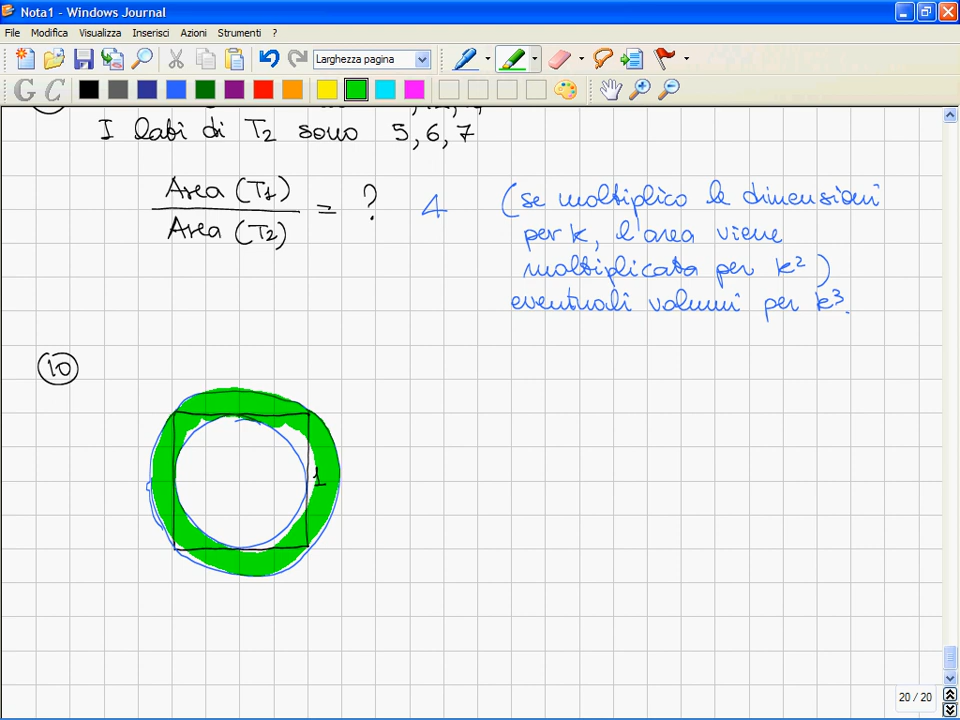 Nota1 - Windows Journal
File Modifica Visualizza Inserisci Azioni Strumenti ?
Larghezza pagina
G C
I lati di T2 sono 5, 6, 7
Area (T1)
Area (T2)
= ? 4
(se moltiplico le dimensioni
per k, l'area viene
moltiplicata per k²)
eventuali volumi per k³.
10
1
20 / 20